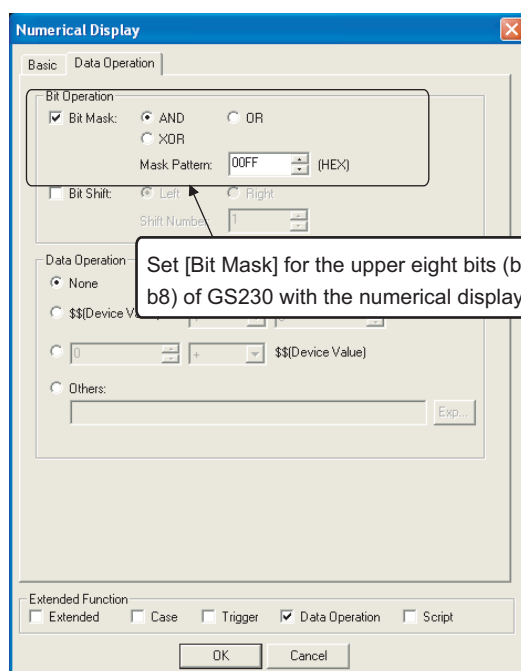 Numerical Display
Basic Data Operation
Bit Operation
Bit Mask: AND OR
XOR
Mask Pattern: 00FF (HEX)
Bit Shift: Left Right
Shift Number: 1
Set [Bit Mask] for the upper eight bits (b
b8) of GS230 with the numerical display
Data Operation
None
$$(Device
0 + $$(Device Value)
Others:
Exp...
Extended Function
Extended Case Trigger Data Operation Script
OK Cancel